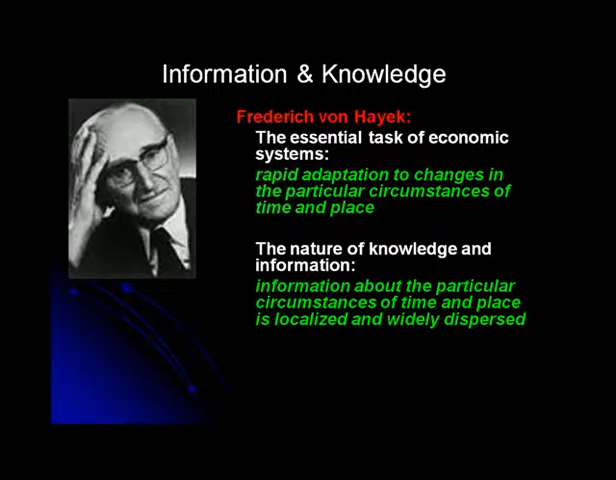 Information & Knowledge
Frederich von Hayek:
The essential task of economic
systems:
rapid adaptation to changes in
the particular circumstances of
time and place
The nature of knowledge and
information:
information about the particular
circumstances of time and place
is localized and widely dispersed